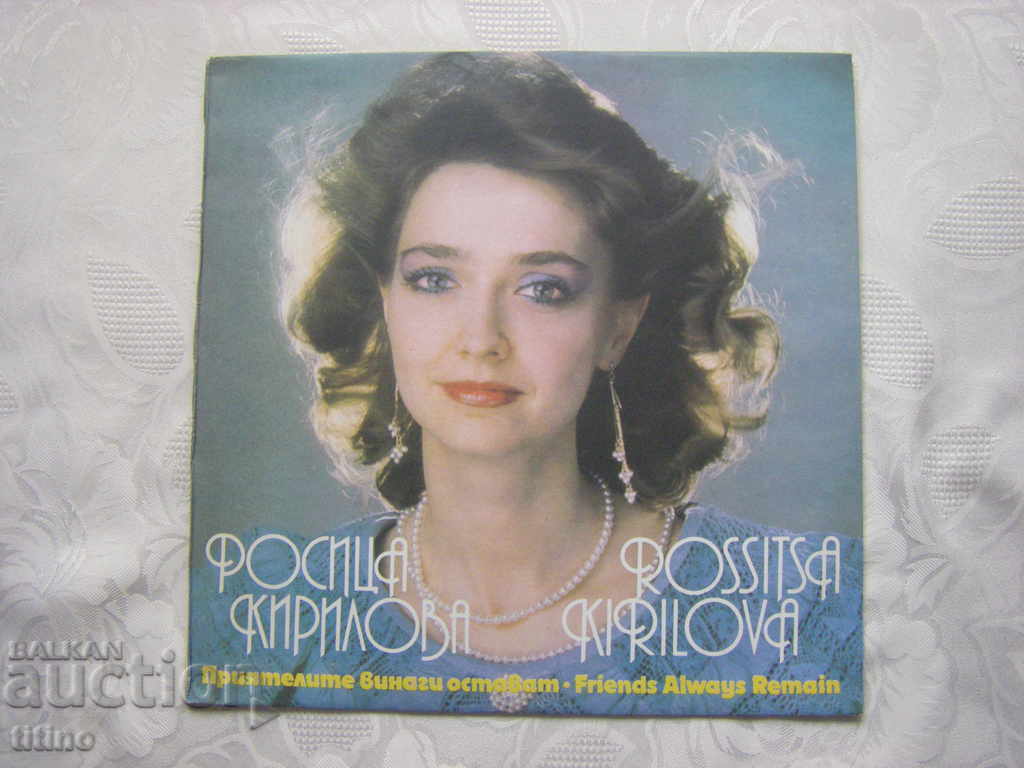 РОСИЦА
КИРИЛОВА
ROSSITSA
KIRILOVA
Приятелите винаги остават • Friends Always Remain
BALKAN
auction
titino